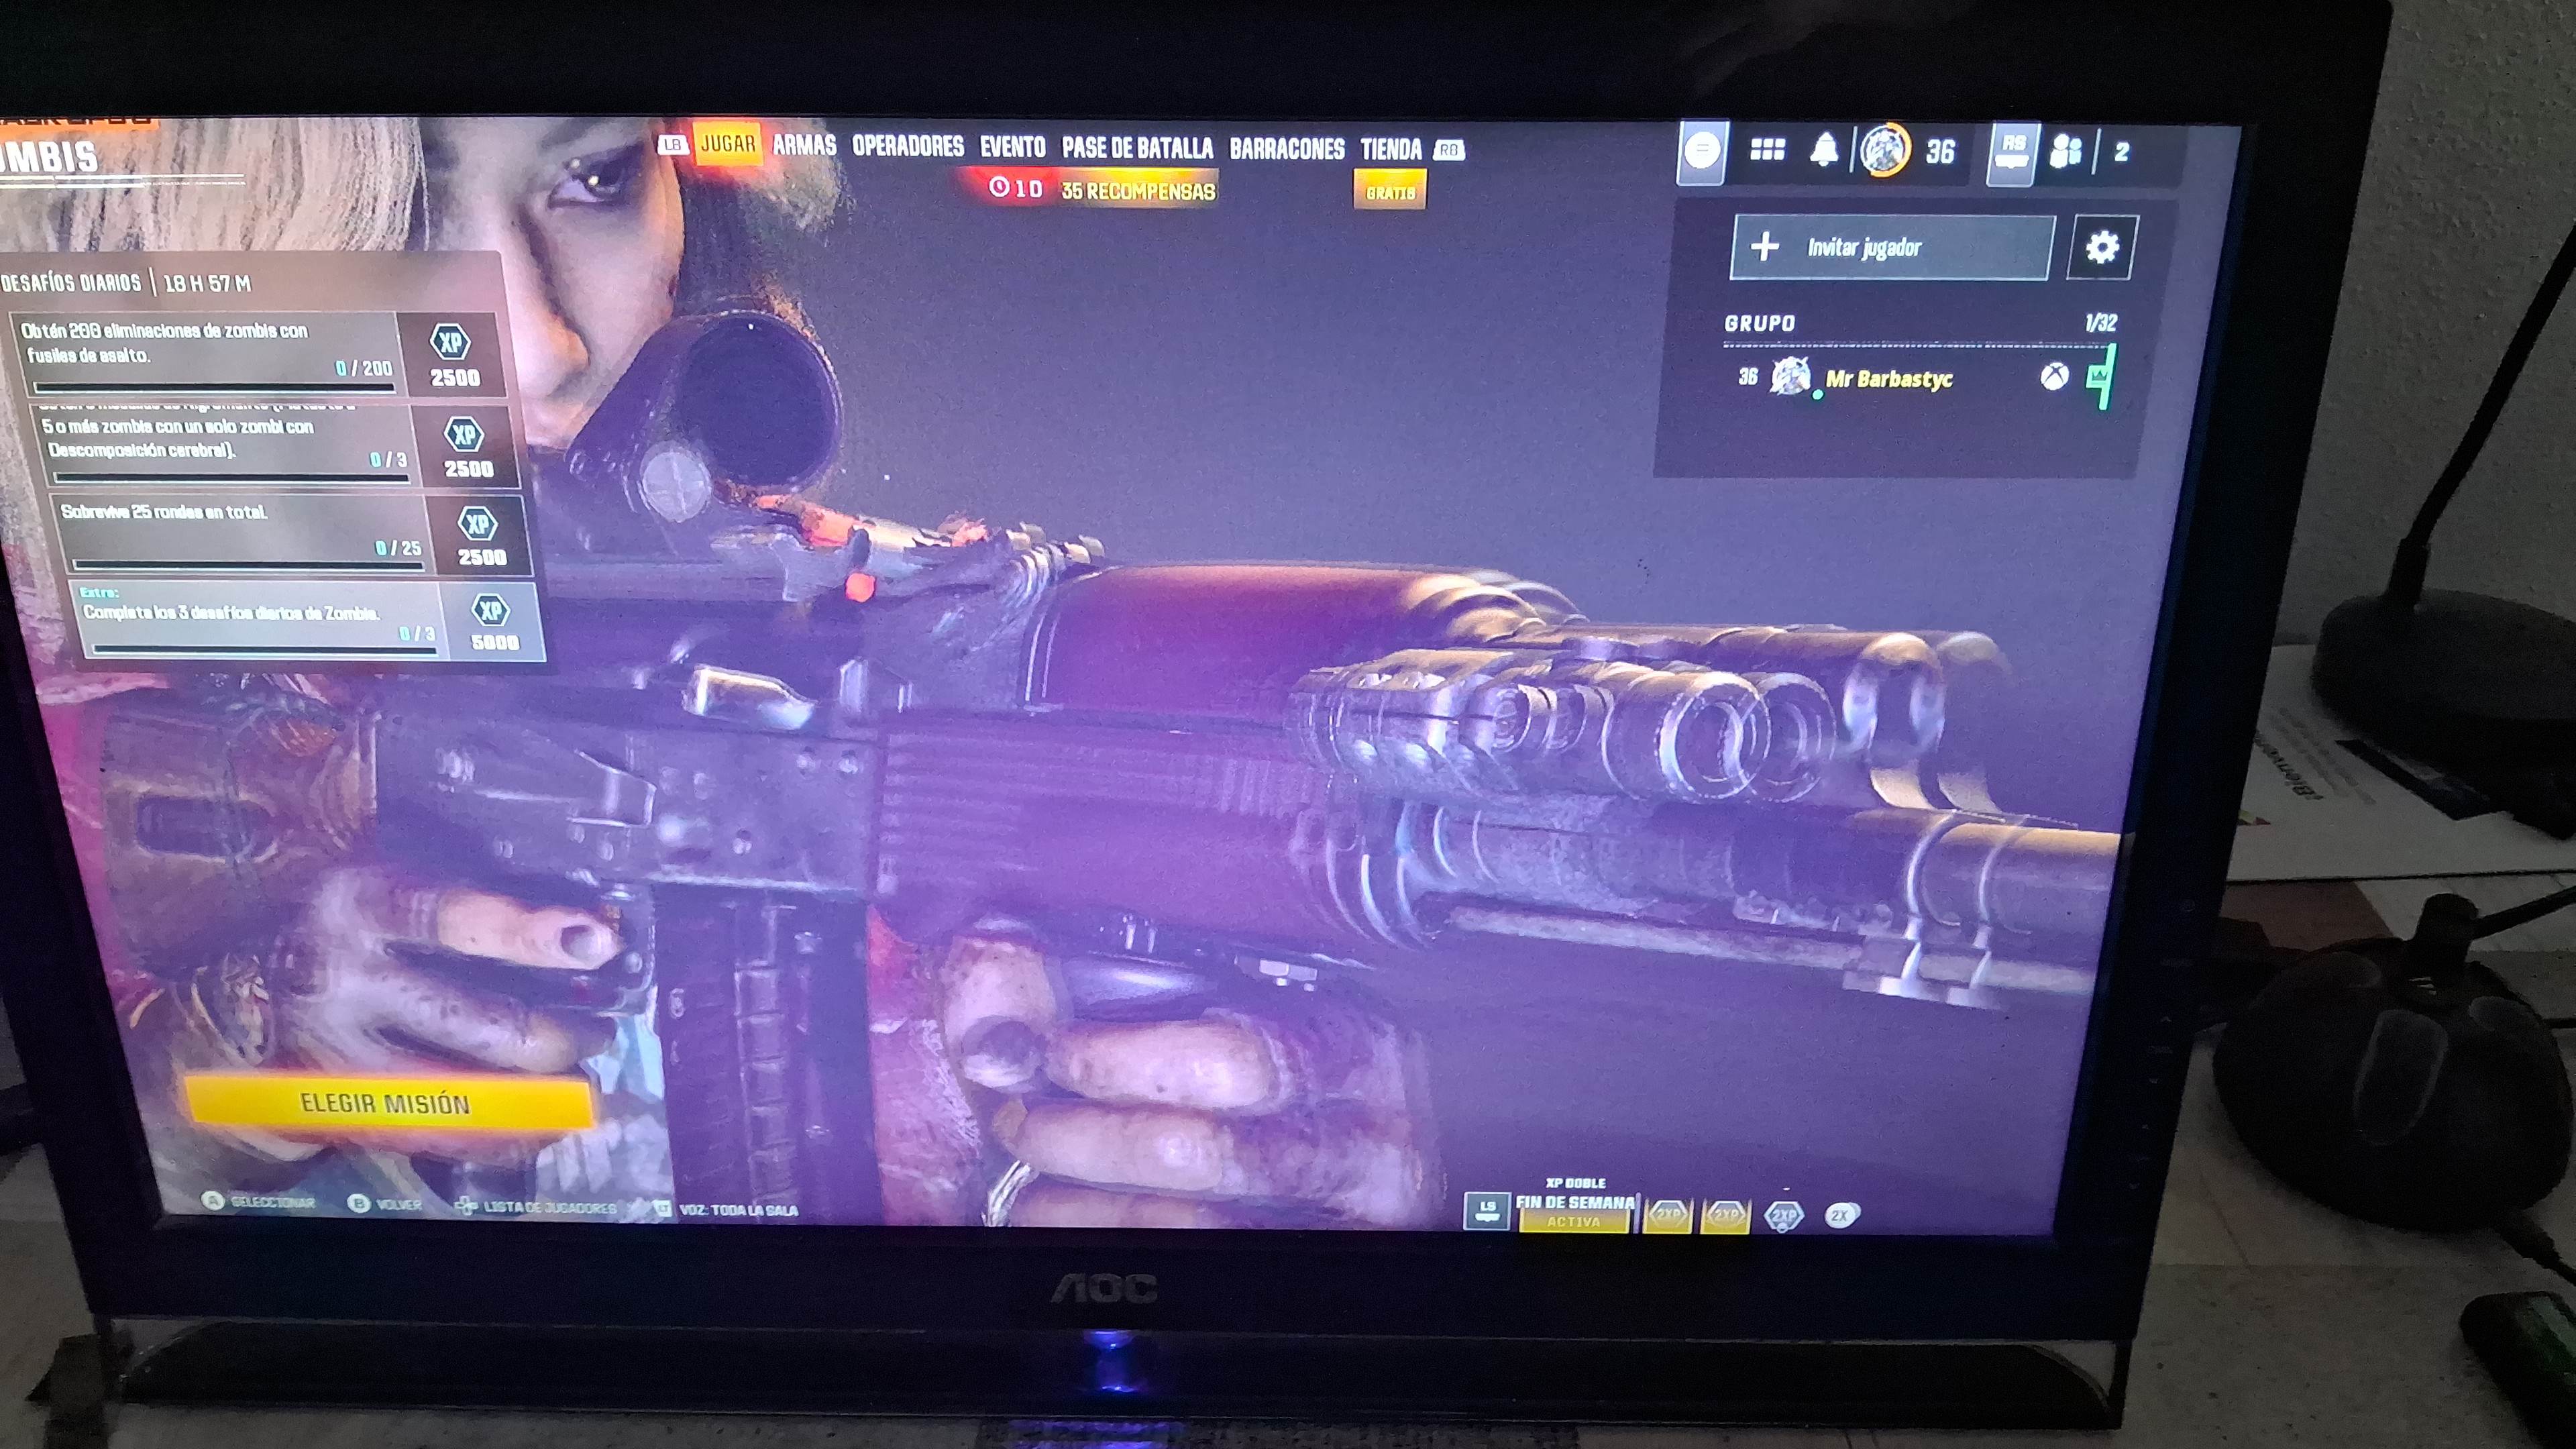 UMBIS
LB JUGAR ARMAS OPERADORES EVENTO PASE DE BATALLA BARRACONES TIENDA RB
10 35 RECOMPENSAS GRATIS
36 RS 2
Invitar jugador
GRUPO 1/32
36 Mr Barbastyc
DESAFÍOS DIARIOS | 18 H 57 M
Obtén 200 eliminaciones de zombis con
fusiles de asalto.
0 / 200
XP
2500
5 o más zombis con un solo zombi con
Descomposición cerebral).
0 / 3
XP
2500
Sobrevive 25 rondas en total.
0 / 25
XP
2500
Extra:
Completa los 3 desafíos diarios de Zombis.
0 / 3
XP
5000
ELEGIR MISIÓN
A SELECCIONAR B VOLVER LISTA DE JUGADORES VOZ: TODA LA SALA
XP DOBLE
LS FIN DE SEMANA
ACTIVA
2XP 2XP 2XP 2X
AOC
¡Bienve